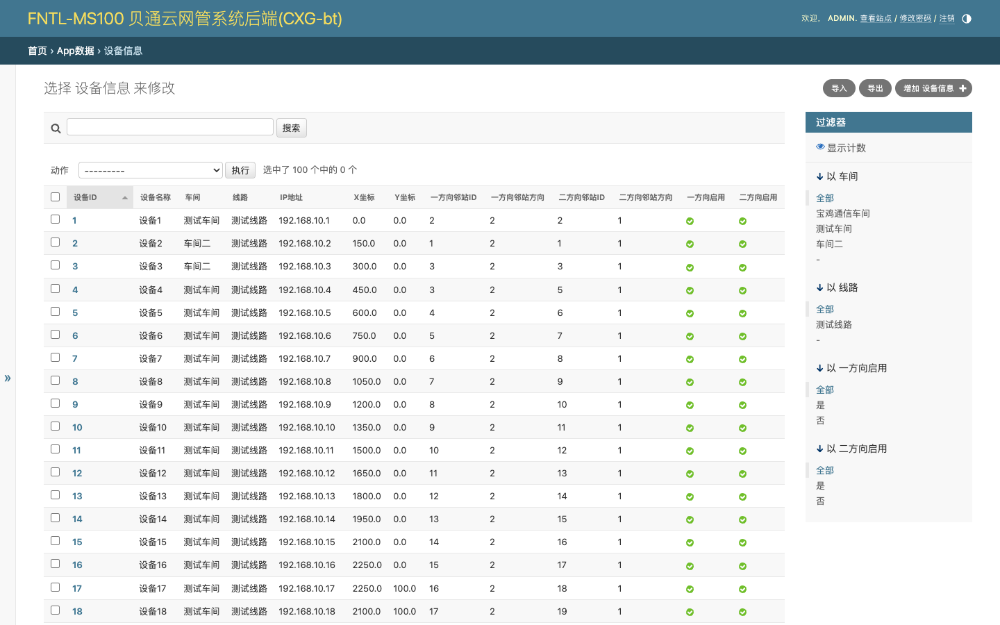 FNTL-MS100 贝通云网管系统后端(CXG-bt)
欢迎, ADMIN. 查看站点 / 修改密码 / 注销
首页 › App数据 › 设备信息
选择 设备信息 来修改
导入 导出 增加 设备信息
搜索
动作 --------- 执行 选中了 100 个中的 0 个
设备ID 设备名称 车间 线路 IP地址 X坐标 Y坐标 一方向邻站ID 一方向邻站方向 二方向邻站ID 二方向邻站方向 一方向启用 二方向启用
1 设备1 测试车间 测试线路 192.168.10.1 0.0 0.0 2 2 2 1
2 设备2 车间二 测试线路 192.168.10.2 150.0 0.0 1 2 1 1
3 设备3 车间二 测试线路 192.168.10.3 300.0 0.0 3 2 3 1
4 设备4 测试车间 测试线路 192.168.10.4 450.0 0.0 3 2 5 1
5 设备5 测试车间 测试线路 192.168.10.5 600.0 0.0 4 2 6 1
6 设备6 测试车间 测试线路 192.168.10.6 750.0 0.0 5 2 7 1
7 设备7 测试车间 测试线路 192.168.10.7 900.0 0.0 6 2 8 1
8 设备8 测试车间 测试线路 192.168.10.8 1050.0 0.0 7 2 9 1
9 设备9 测试车间 测试线路 192.168.10.9 1200.0 0.0 8 2 10 1
10 设备10 测试车间 测试线路 192.168.10.10 1350.0 0.0 9 2 11 1
11 设备11 测试车间 测试线路 192.168.10.11 1500.0 0.0 10 2 12 1
12 设备12 测试车间 测试线路 192.168.10.12 1650.0 0.0 11 2 13 1
13 设备13 测试车间 测试线路 192.168.10.13 1800.0 0.0 12 2 14 1
14 设备14 测试车间 测试线路 192.168.10.14 1950.0 0.0 13 2 15 1
15 设备15 测试车间 测试线路 192.168.10.15 2100.0 0.0 14 2 16 1
16 设备16 测试车间 测试线路 192.168.10.16 2250.0 0.0 15 2 17 1
17 设备17 测试车间 测试线路 192.168.10.17 2250.0 100.0 16 2 18 1
18 设备18 测试车间 测试线路 192.168.10.18 2100.0 100.0 17 2 19 1
»
过滤器
显示计数
以 车间
全部
宝鸡通信车间
测试车间
车间二
-
以 线路
全部
测试线路
-
以 一方向启用
全部
是
否
以 二方向启用
全部
是
否